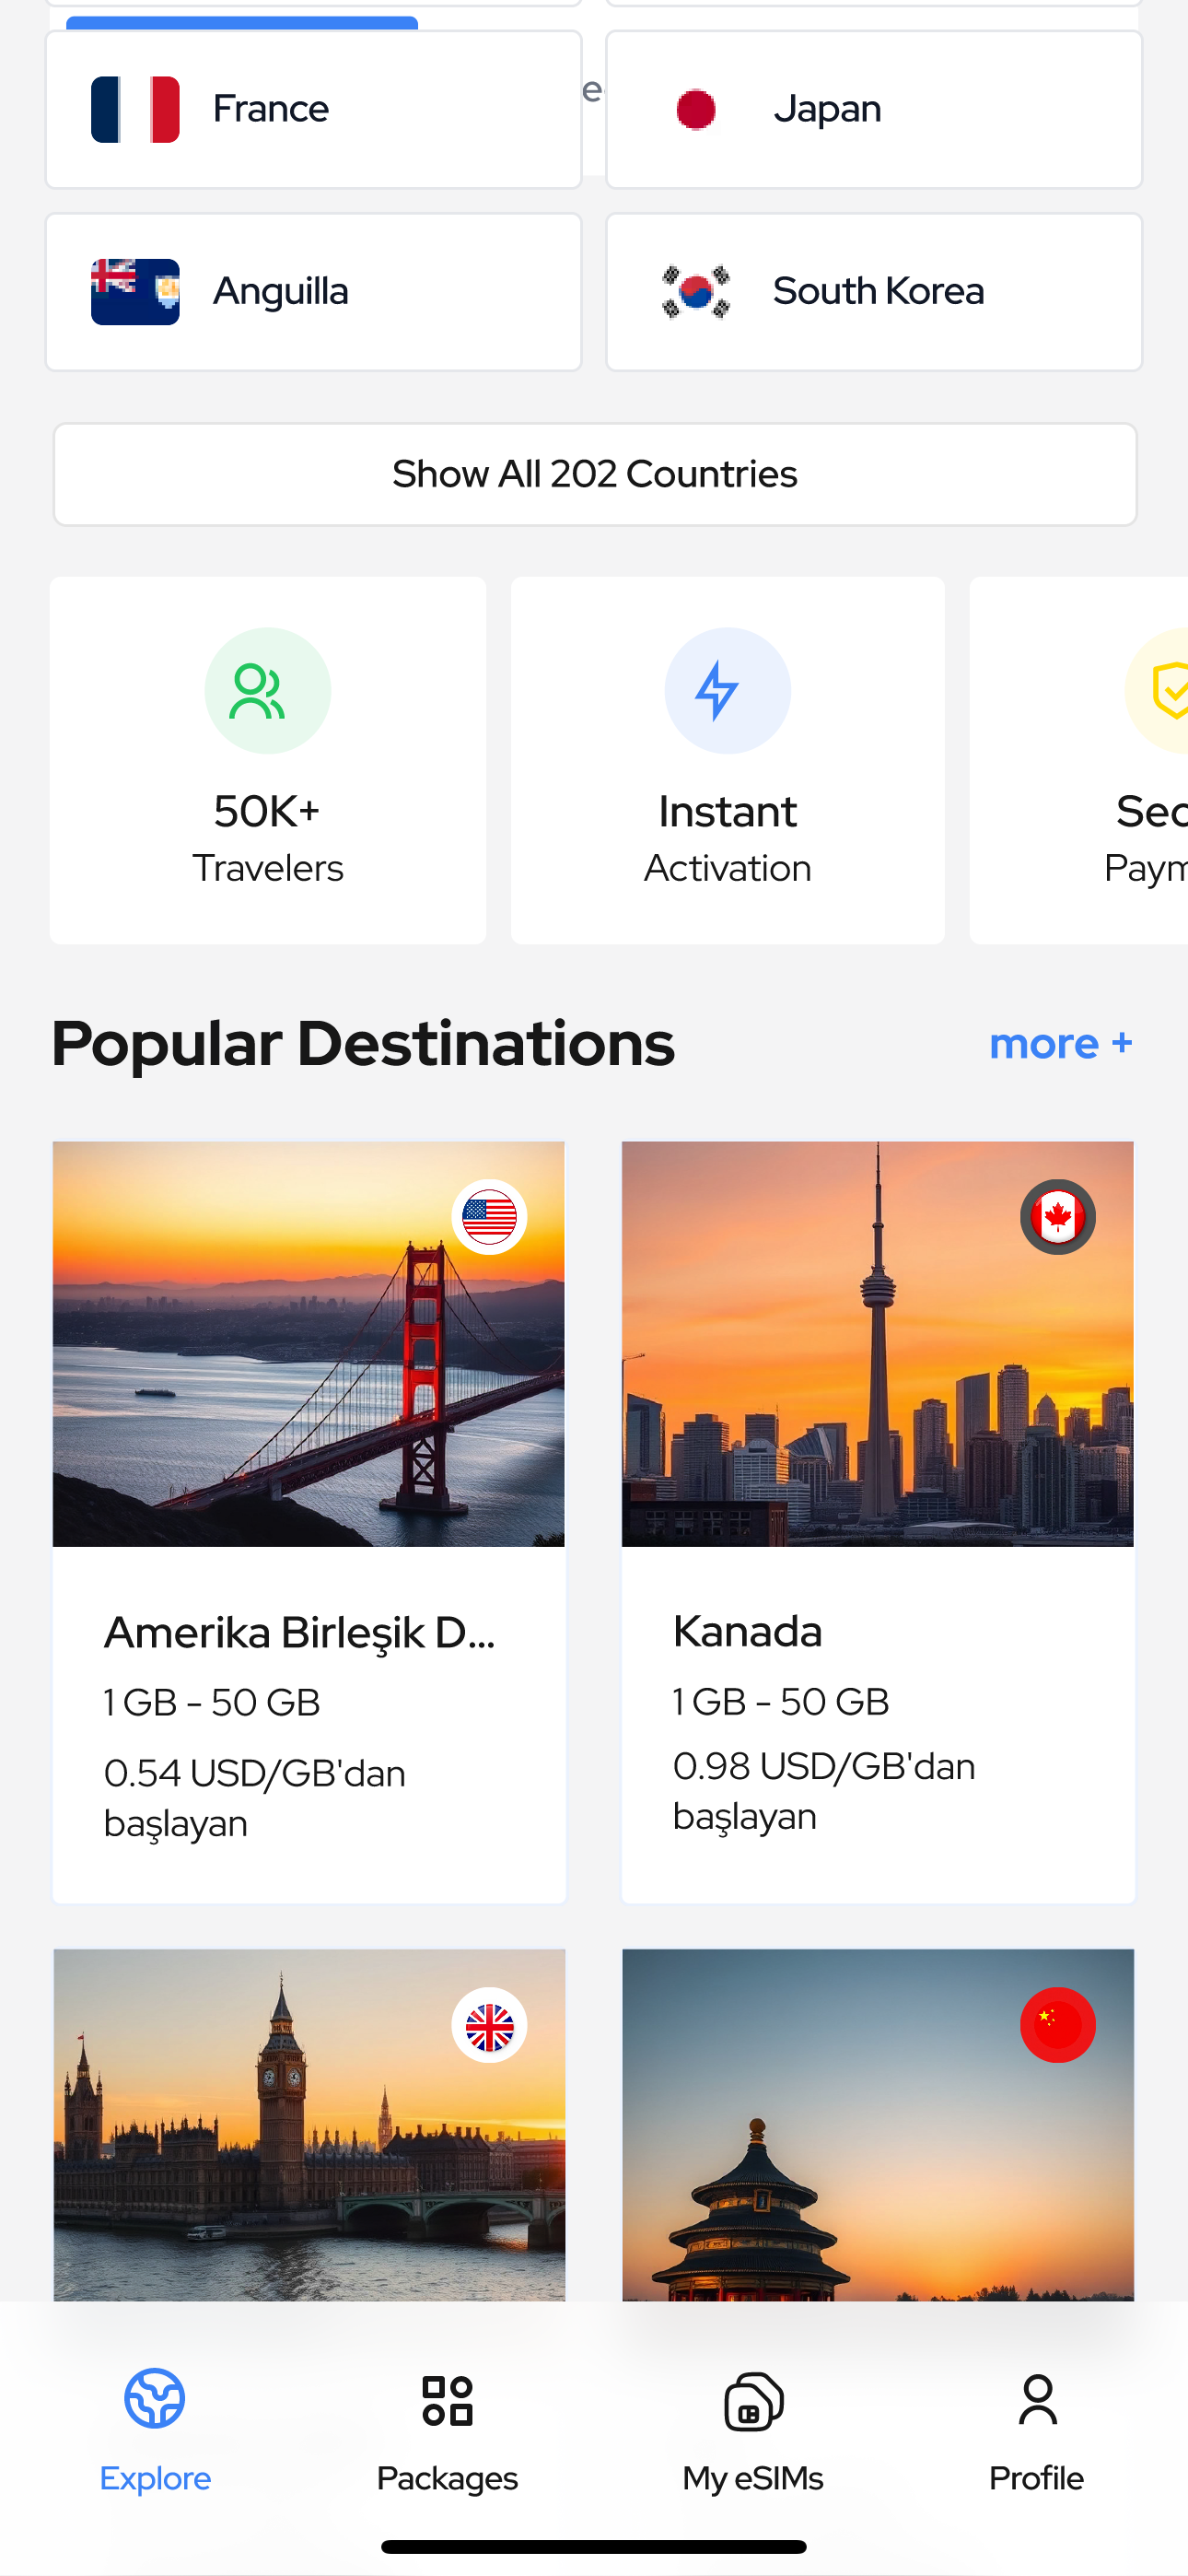 France
Japan
Anguilla
South Korea
Show All 202 Countries
50K+
Travelers
Instant
Activation
Popular Destinations
more +
Amerika Birleşik D...
1 GB - 50 GB
0.54 USD/GB'dan
başlayan
Kanada
1 GB - 50 GB
0.98 USD/GB'dan
başlayan
Explore
Packages
My eSIMs
Profile